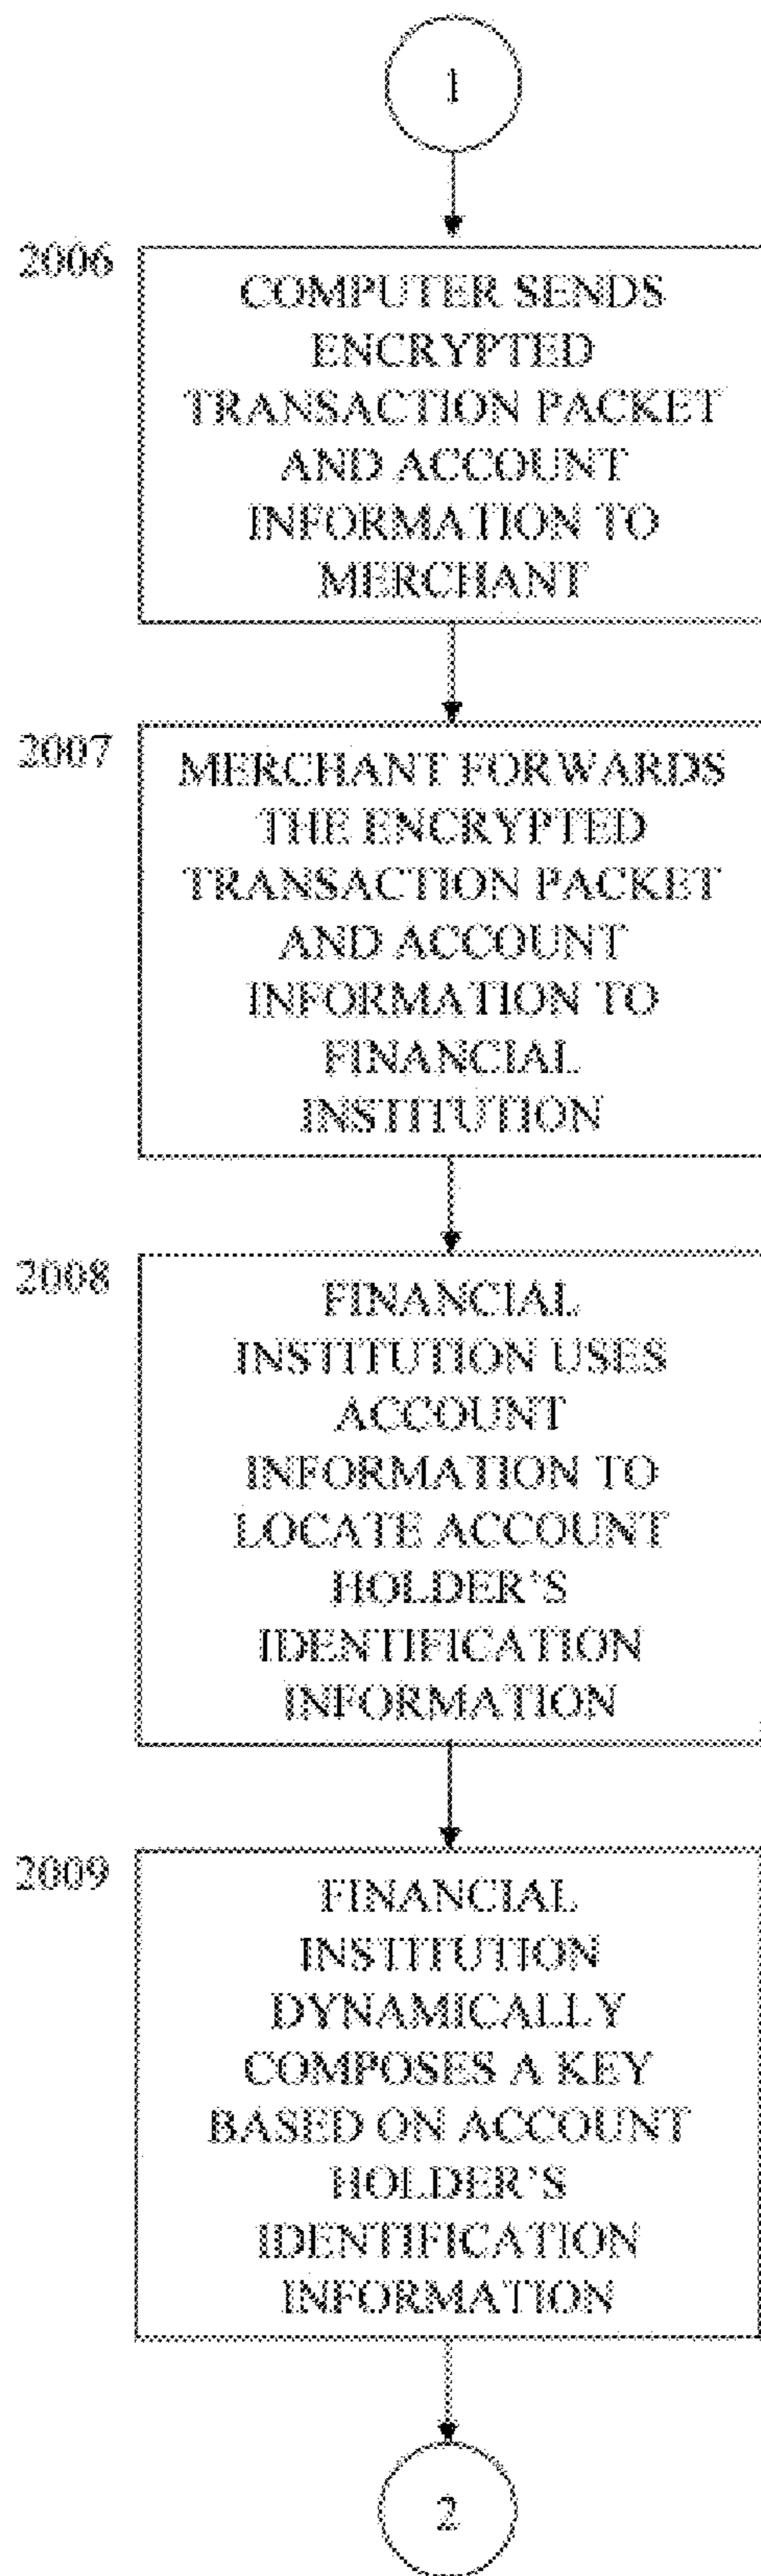 1
2006
COMPUTER SENDS
ENCRYPTED
TRANSACTION PACKET
AND ACCOUNT
INFORMATION TO
MERCHANT
2007
MERCHANT FORWARDS
THE ENCRYPTED
TRANSACTION PACKET
AND ACCOUNT
INFORMATION TO
FINANCIAL
INSTITUTION
2008
FINANCIAL
INSTITUTION USES
ACCOUNT
INFORMATION TO
LOCATE ACCOUNT
HOLDER'S
IDENTIFICATION
INFORMATION
2009
FINANCIAL
INSTITUTION
DYNAMICALLY
COMPOSES A KEY
BASED ON ACCOUNT
HOLDER'S
IDENTIFICATION
INFORMATION
2